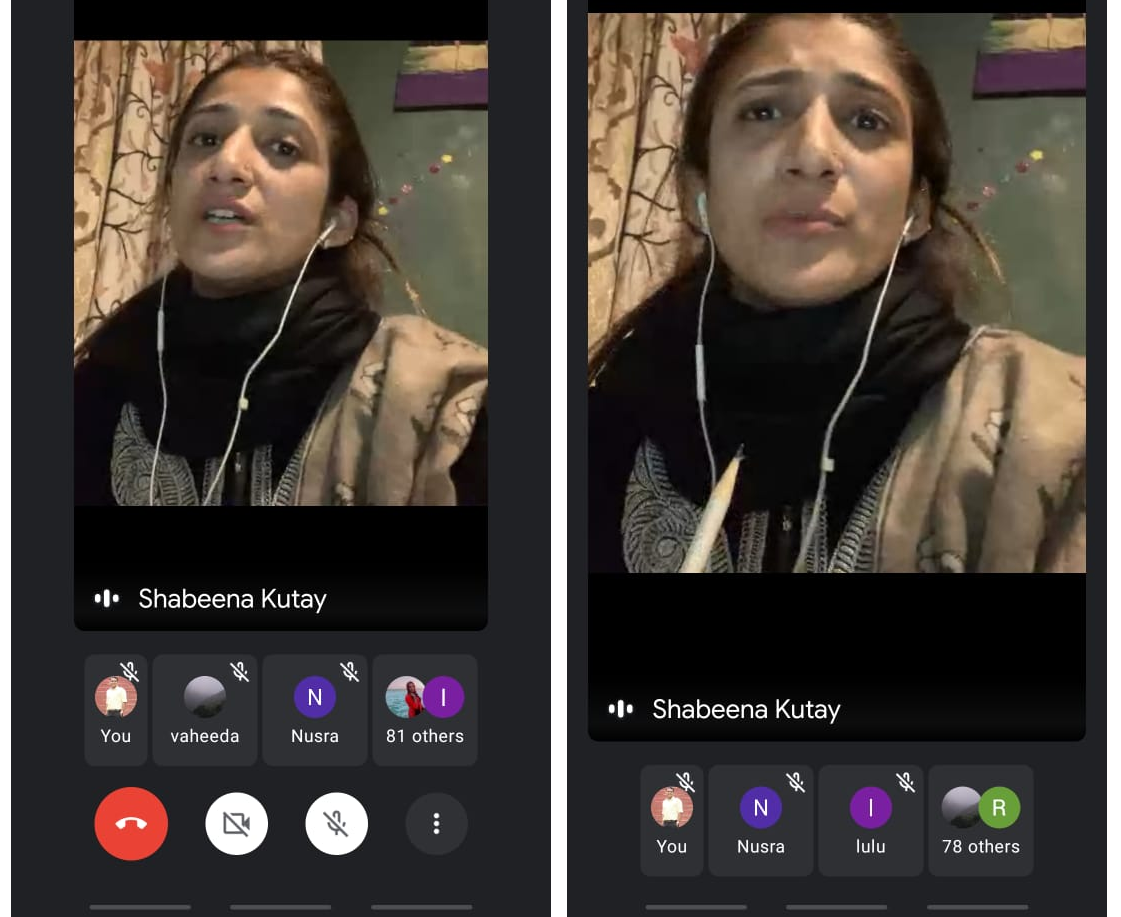 Shabeena Kutay
N
I
You
vaheeda
Nusra
81 others
Shabeena Kutay
N
I
R
You
Nusra
lulu
78 others